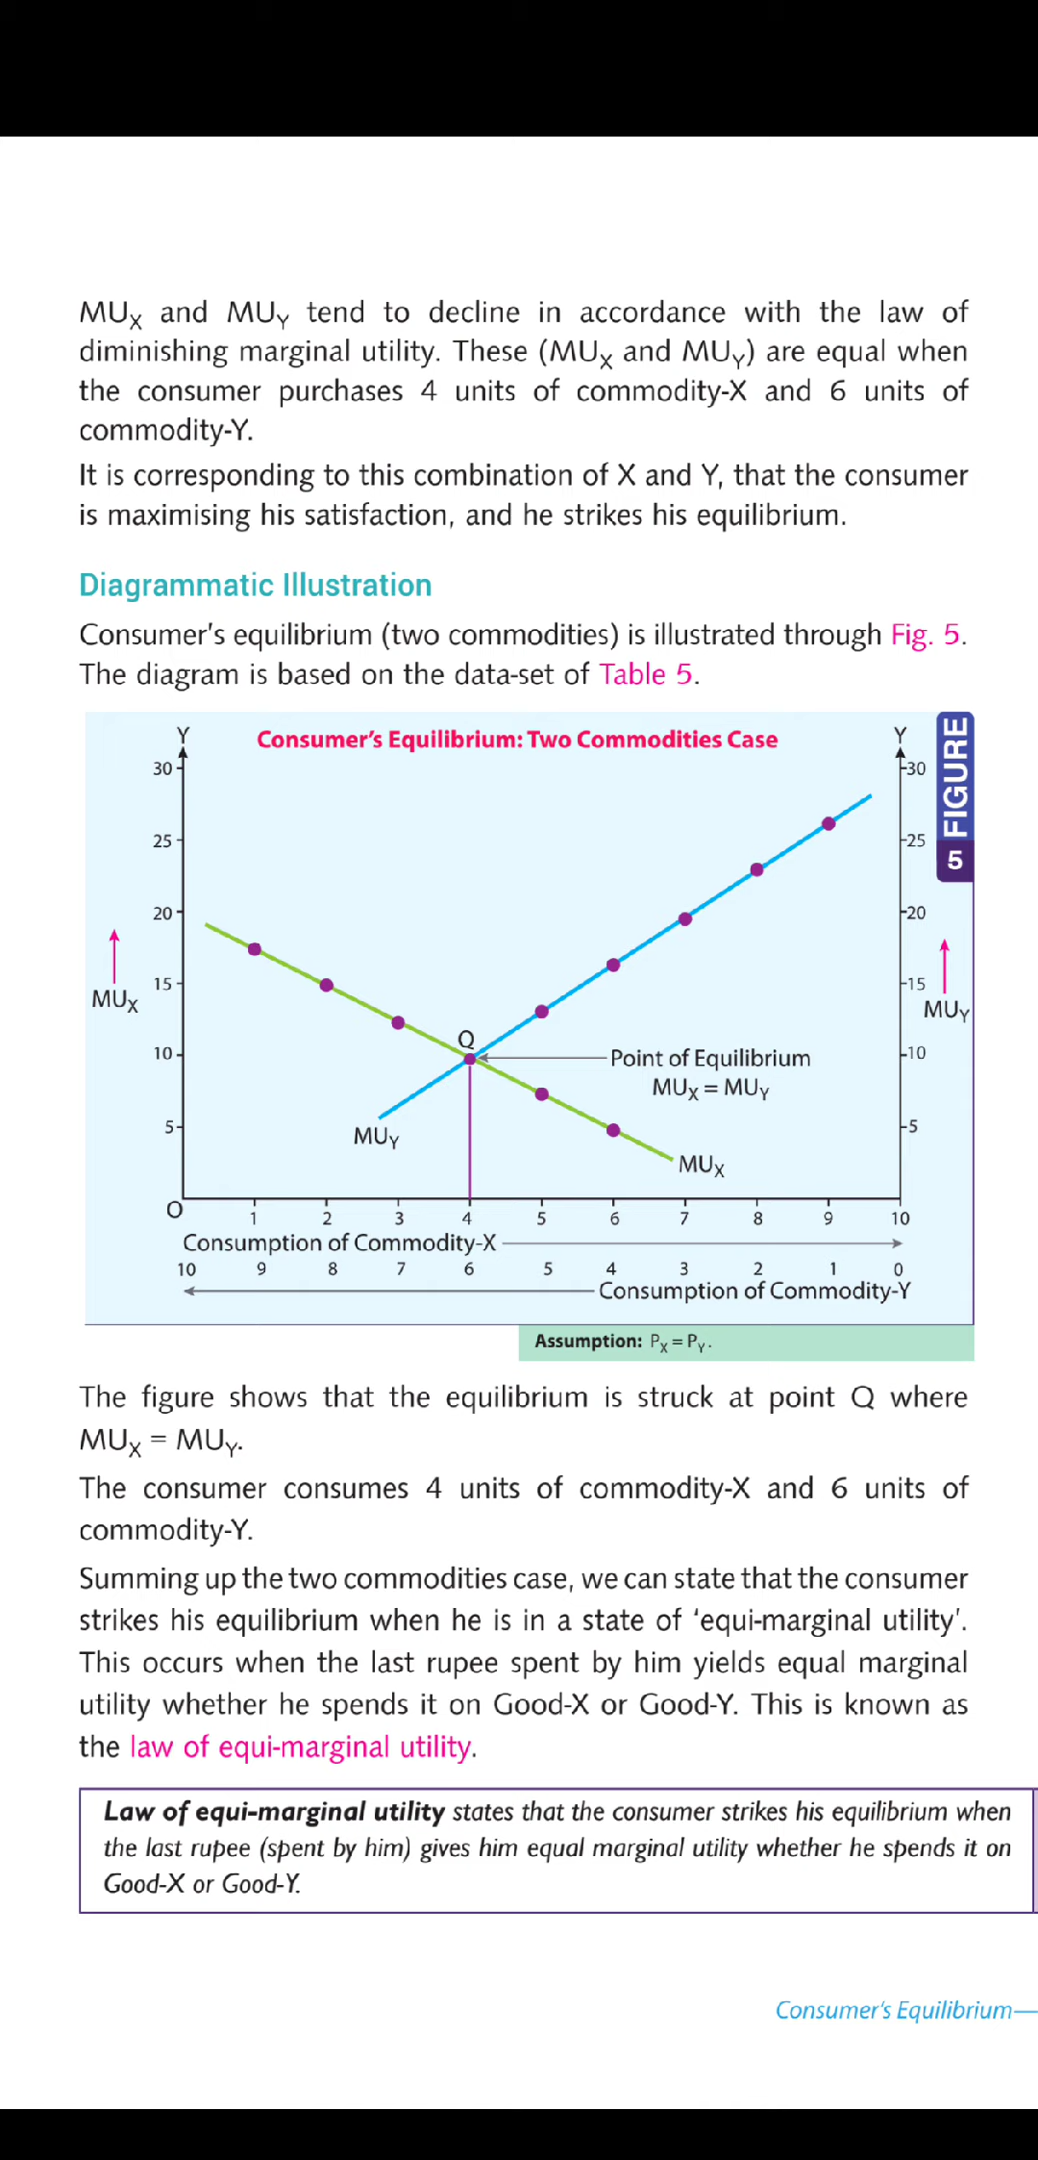 MUX and MUY tend to decline in accordance with the law of
diminishing marginal utility. These (MUX and MUY) are equal when
the consumer purchases 4 units of commodity-X and 6 units of
commodity-Y.
It is corresponding to this combination of X and Y, that the consumer
is maximising his satisfaction, and he strikes his equilibrium.
Diagrammatic Illustration
Consumer's equilibrium (two commodities) is illustrated through Fig. 5.
The diagram is based on the data-set of Table 5.
Consumer's Equilibrium: Two Commodities Case
FIGURE 5
Y
Y
30
30
25
25
20
20
15
15
MUX
MUY
10
10
Q
Point of Equilibrium
MUX = MUY
5
5
MUY
MUX
O
1 2 3 4 5 6 7 8 9 10
Consumption of Commodity-X
10 9 8 7 6 5 4 3 2 1 0
Consumption of Commodity-Y
Assumption: PX = PY.
The figure shows that the equilibrium is struck at point Q where
MUX = MUY.
The consumer consumes 4 units of commodity-X and 6 units of
commodity-Y.
Summing up the two commodities case, we can state that the consumer
strikes his equilibrium when he is in a state of 'equi-marginal utility'.
This occurs when the last rupee spent by him yields equal marginal
utility whether he spends it on Good-X or Good-Y. This is known as
the law of equi-marginal utility.
Law of equi-marginal utility states that the consumer strikes his equilibrium when
the last rupee (spent by him) gives him equal marginal utility whether he spends it on
Good-X or Good-Y.
Consumer's Equilibrium—